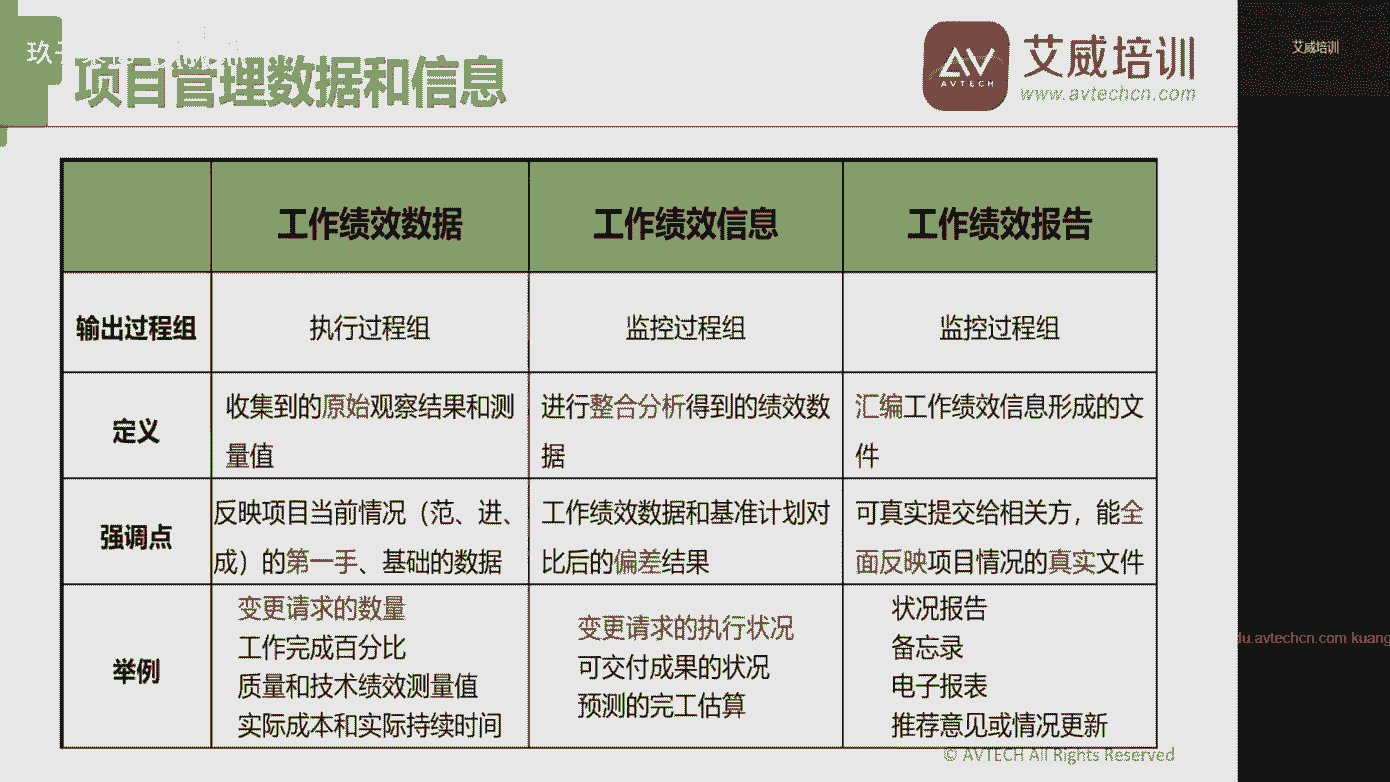 玖
项目管理数据和信息
AV
AVTECH
艾威培训
www.avtechcn.com
艾威培训
工作绩效数据
工作绩效信息
工作绩效报告
输出过程组
执行过程组
监控过程组
监控过程组
定义
收集到的原始观察结果和测
量值
进行整合分析得到的绩效数
据
汇编工作绩效信息形成的文
件
强调点
反映项目当前情况（范、进、
成）的第一手、基础的数据
工作绩效数据和基准计划对
比后的偏差结果
可真实提交给相关方，能全
面反映项目情况的真实文件
举例
变更请求的数量
工作完成百分比
质量和技术绩效测量值
实际成本和实际持续时间
变更请求的执行状况
可交付成果的状况
预测的完工估算
状况报告
备忘录
电子报表
推荐意见或情况更新
du.avtechcn.com kuang
© AVTECH All Rights Reserved